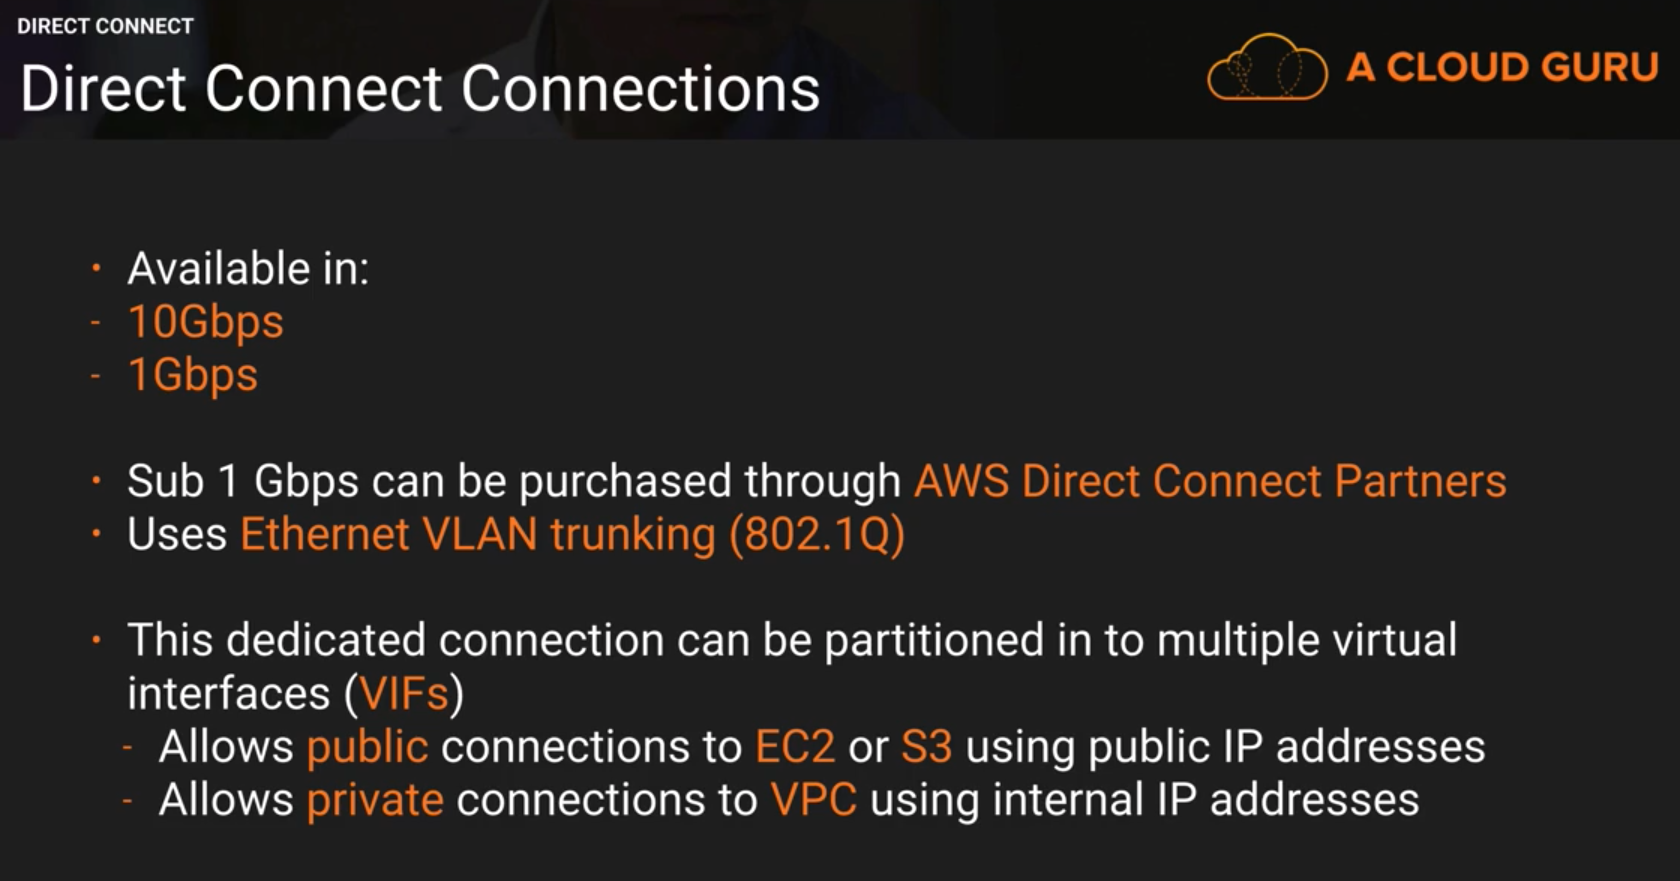 DIRECT CONNECT
Direct Connect Connections
A CLOUD GURU
· Available in:
- 10Gbps
- 1Gbps
· Sub 1 Gbps can be purchased through AWS Direct Connect Partners
· Uses Ethernet VLAN trunking (802.1Q)
· This dedicated connection can be partitioned in to multiple virtual
interfaces (VIFs)
- Allows public connections to EC2 or S3 using public IP addresses
- Allows private connections to VPC using internal IP addresses